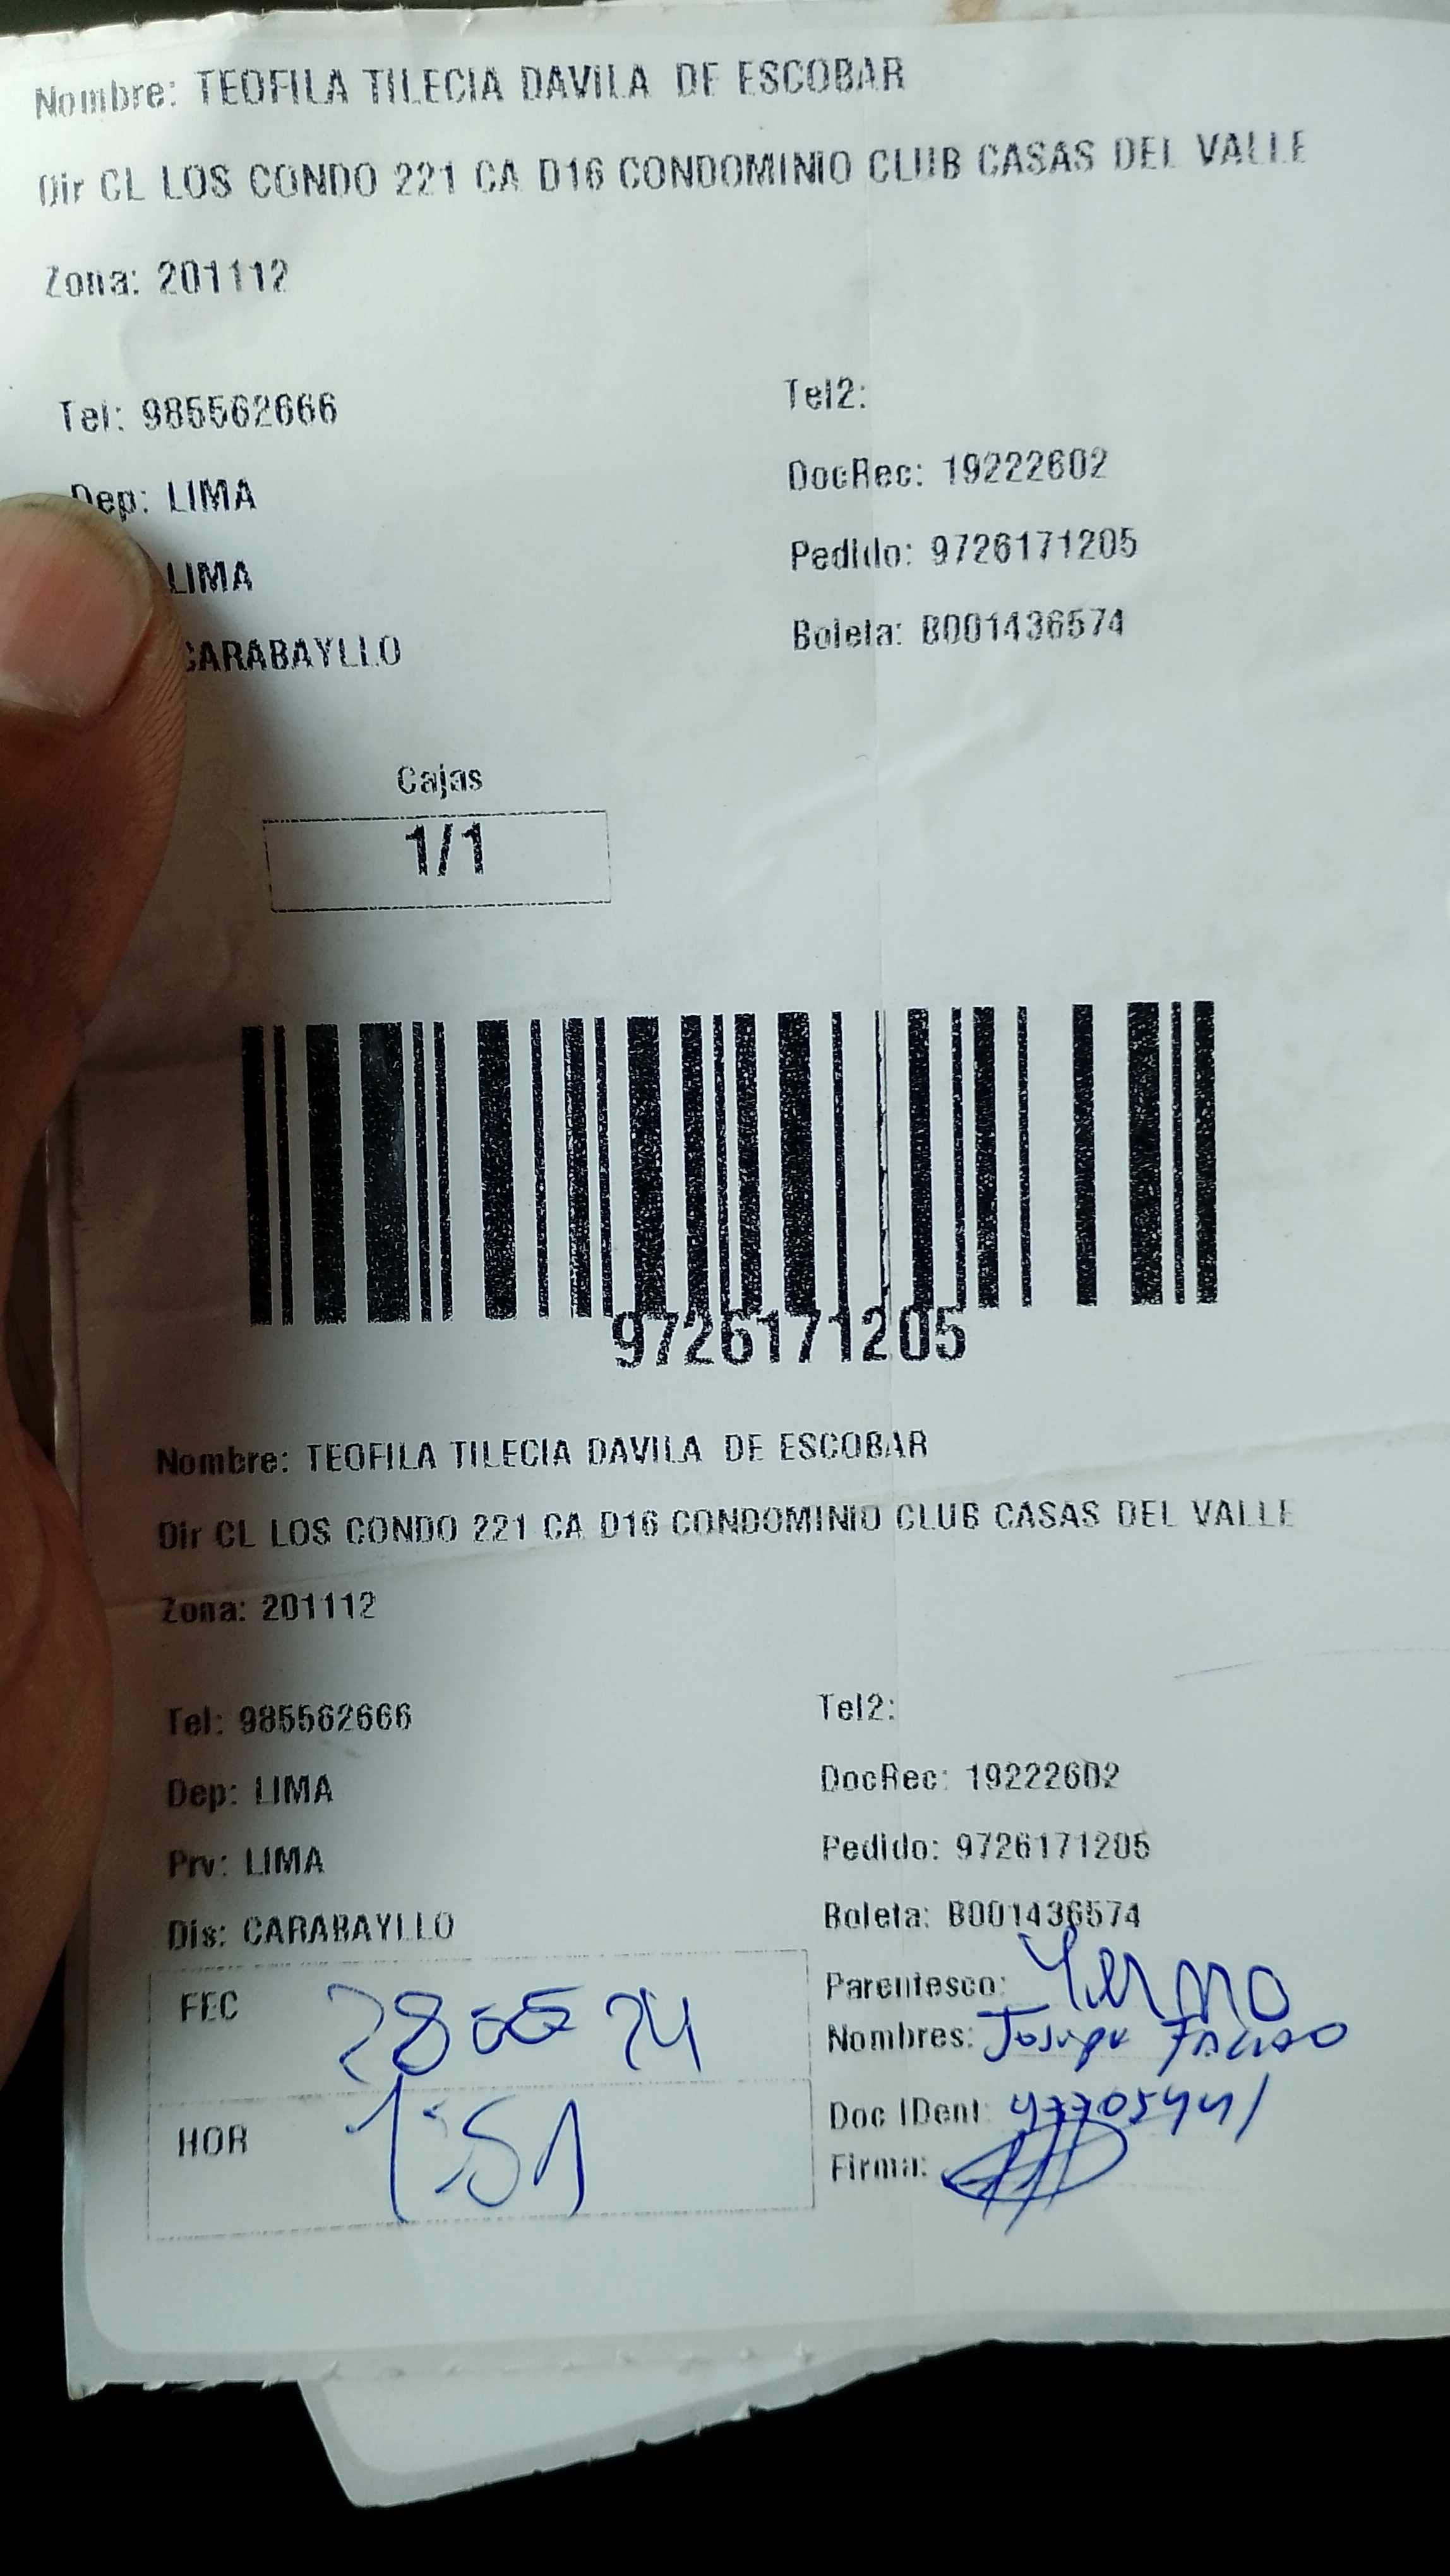 Nombre: TEOFILA TILECIA DAVILA DE ESCOBAR
Dir CL LOS CONDO 221 CA D16 CONDOMINIO CLUB CASAS DEL VALLE
Zona: 201112
Tel: 985562666
Tel2:
Dep: LIMA
DocRec: 19222602
LIMA
Pedido: 9726171205
CARABAYLLO
Boleta: B001436574
Cajas
1/1
9726171205
Nombre: TEOFILA TILECIA DAVILA DE ESCOBAR
Dir CL LOS CONDO 221 CA D16 CONDOMINIO CLUB CASAS DEL VALLE
Zona: 201112
Tel: 985562666
Tel2:
Dep: LIMA
DocRec: 19222602
Prv: LIMA
Pedido: 9726171205
Dis: CARABAYLLO
Boleta: B001436574
FEC
Parentesco: Yerno
Nombres:
HOR 1:51
Doc IDent:
Firma: